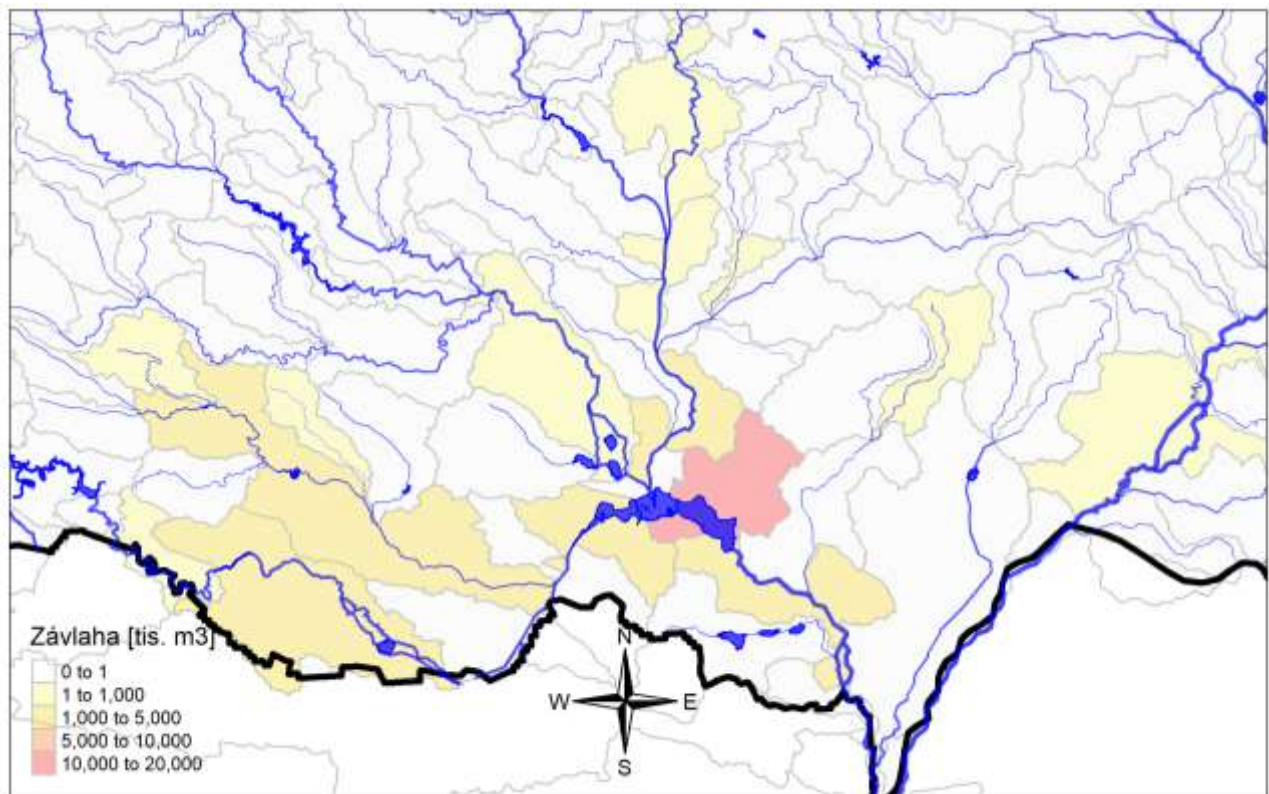 Závlaha [tis. m3]
0 to 1
1 to 1,000
1,000 to 5,000
5,000 to 10,000
10,000 to 20,000
N
W E
S